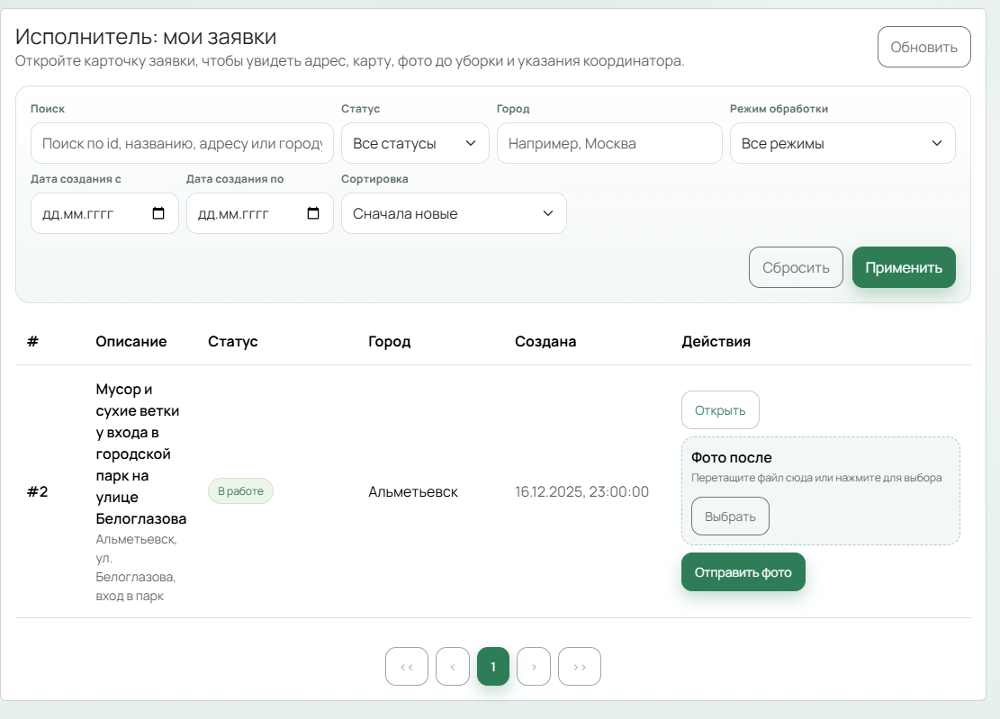 Исполнитель: мои заявки
Откройте карточку заявки, чтобы увидеть адрес, карту, фото до уборки и указания координатора.
Обновить
Поиск Статус Город Режим обработки
Поиск по id, названию, адресу или городу Все статусы Например, Москва Все режимы
Дата создания с Дата создания по Сортировка
дд.мм.гггг дд.мм.гггг Сначала новые
Сбросить Применить
# Описание Статус Город Создана Действия
#2
Мусор и
сухие ветки
у входа в
городской
парк на
улице
Белоглазова
Альметьевск,
ул.
Белоглазова,
вход в парк
В работе
Альметьевск
16.12.2025, 23:00:00
Открыть
Фото после
Перетащите файл сюда или нажмите для выбора
Выбрать
Отправить фото
<< < 1 > >>